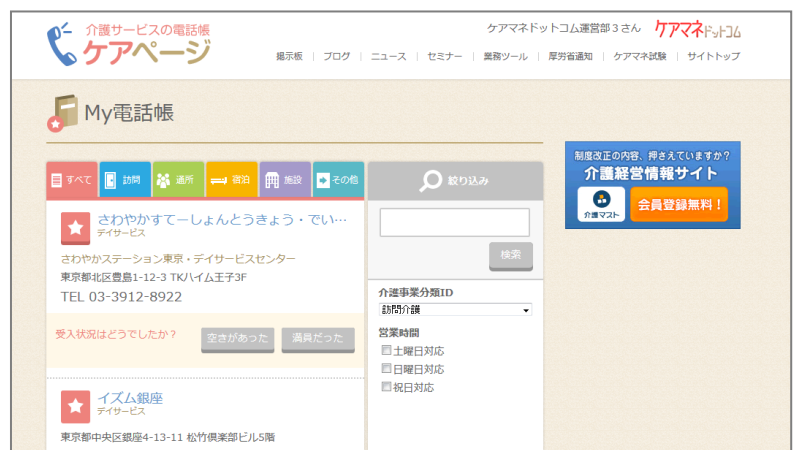 介護サービスの電話帳
ケアページ
ケアマネドットコム運営部3さん
ケアマネドットコム
掲示板 | ブログ | ニュース | セミナー | 業務ツール | 厚労省通知 | ケアマネ試験 | サイトトップ
My電話帳
すべて 訪問 通所 宿泊 施設 その他
さわやかすてーしょんとうきょう・でい…
デイサービス
さわやかステーション東京・デイサービスセンター
東京都北区豊島1-12-3 TKハイム王子3F
TEL 03-3912-8922
受入状況はどうでしたか？ 空きがあった 満員だった
イズム銀座
デイサービス
東京都中央区銀座4-13-11 松竹倶楽部ビル5階
絞り込み
検索
介護事業分類ID
訪問介護
営業時間
土曜日対応
日曜日対応
祝日対応
制度改正の内容、押さえていますか？
介護経営情報サイト
介護マスト
会員登録無料！